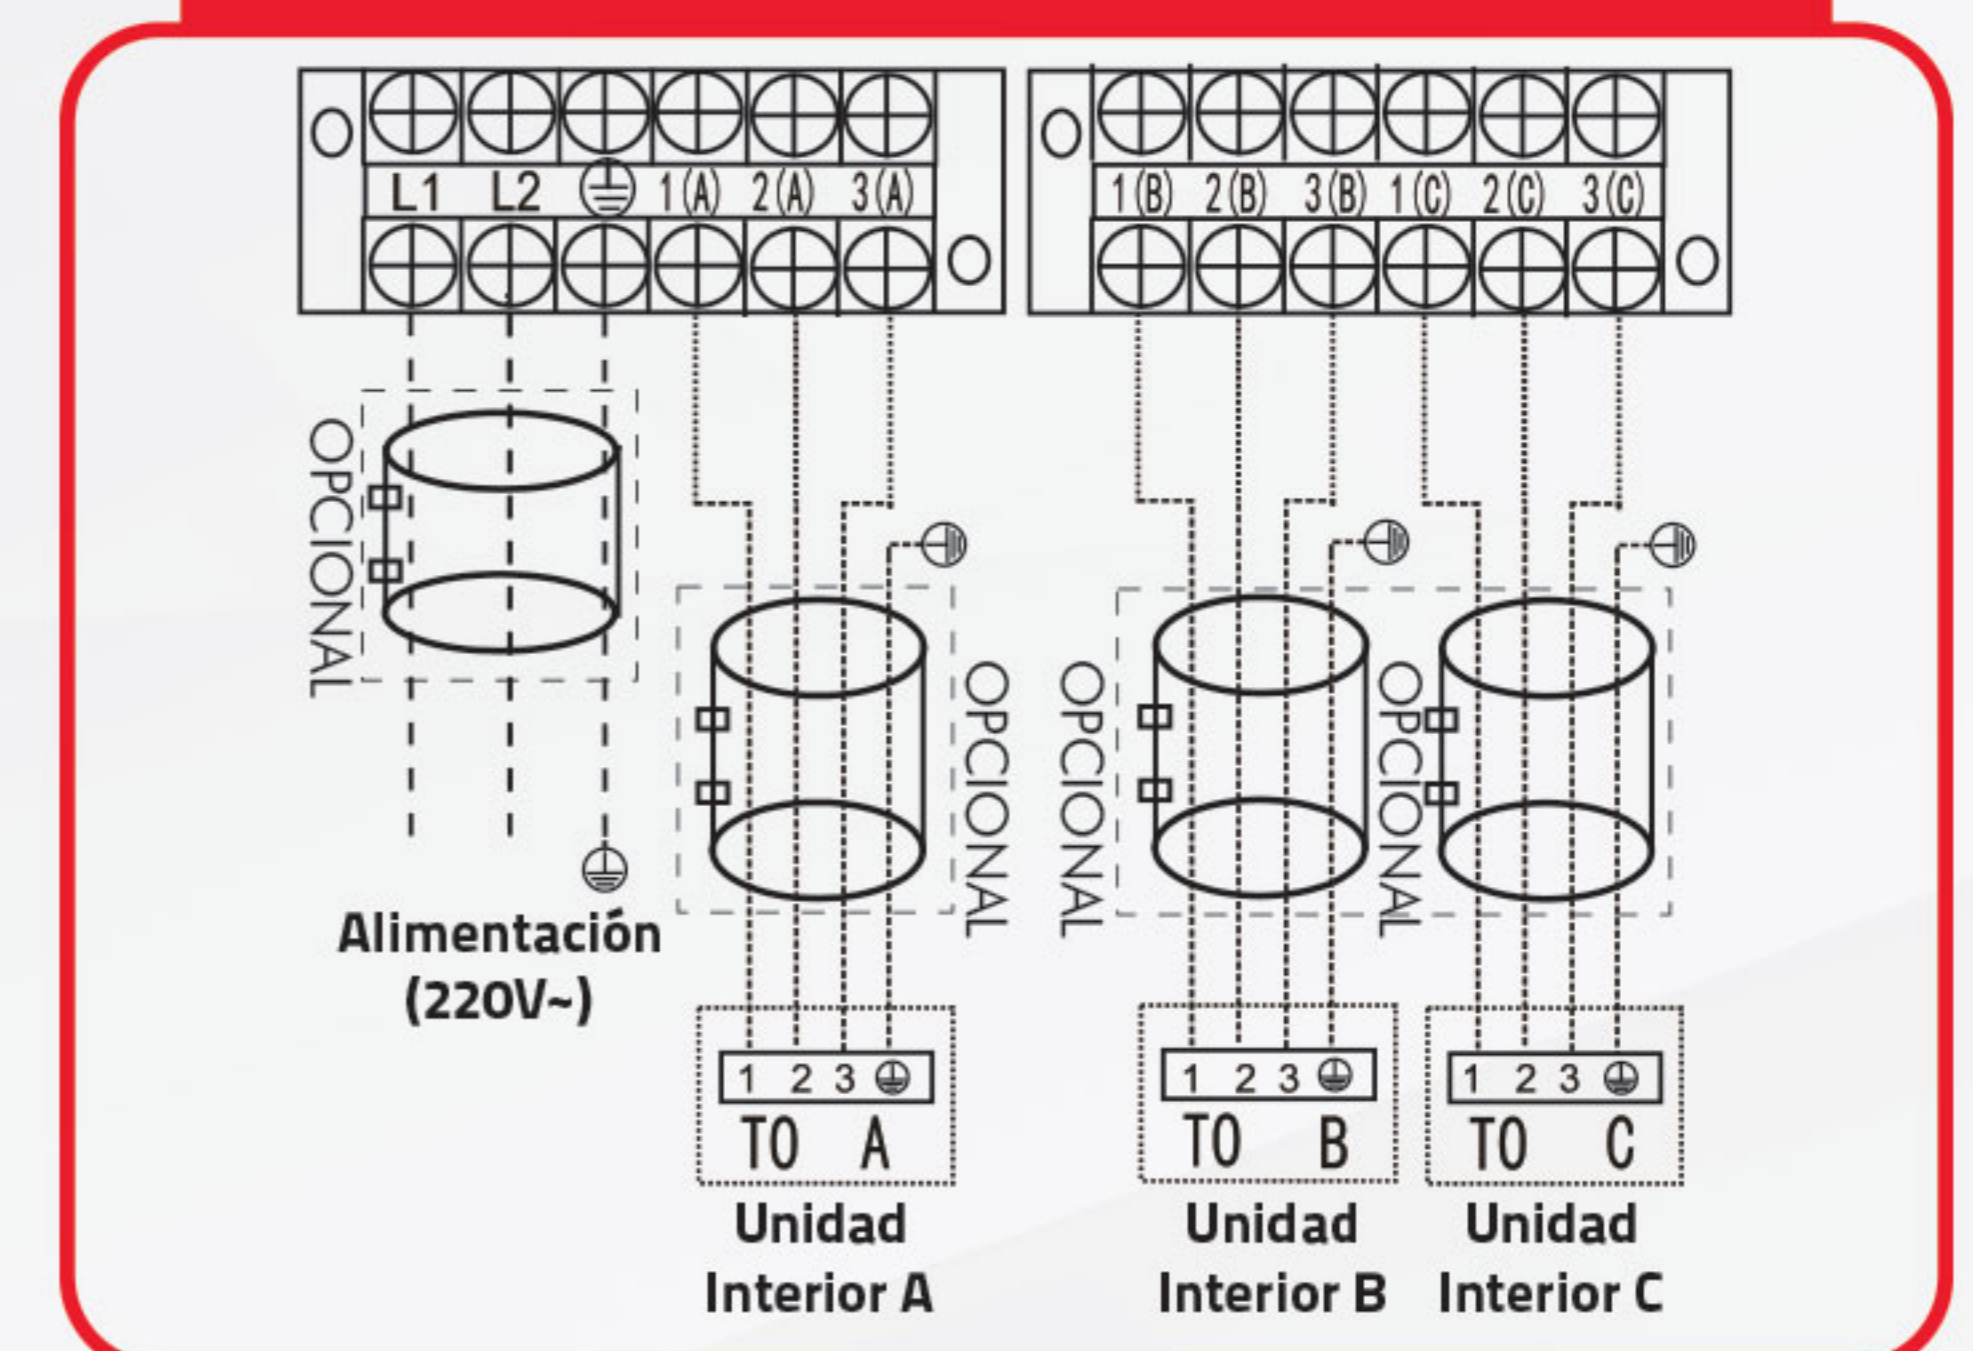 L1 L2 1(A) 2(A) 3(A)
1(B) 2(B) 3(B) 1(C) 2(C) 3(C)
OPCIONAL
OPCIONAL
OPCIONAL
OPCIONAL
Alimentación
(220V~)
1 2 3
TO A
Unidad
Interior A
1 2 3
TO B
Unidad
Interior B
1 2 3
TO C
Unidad
Interior C